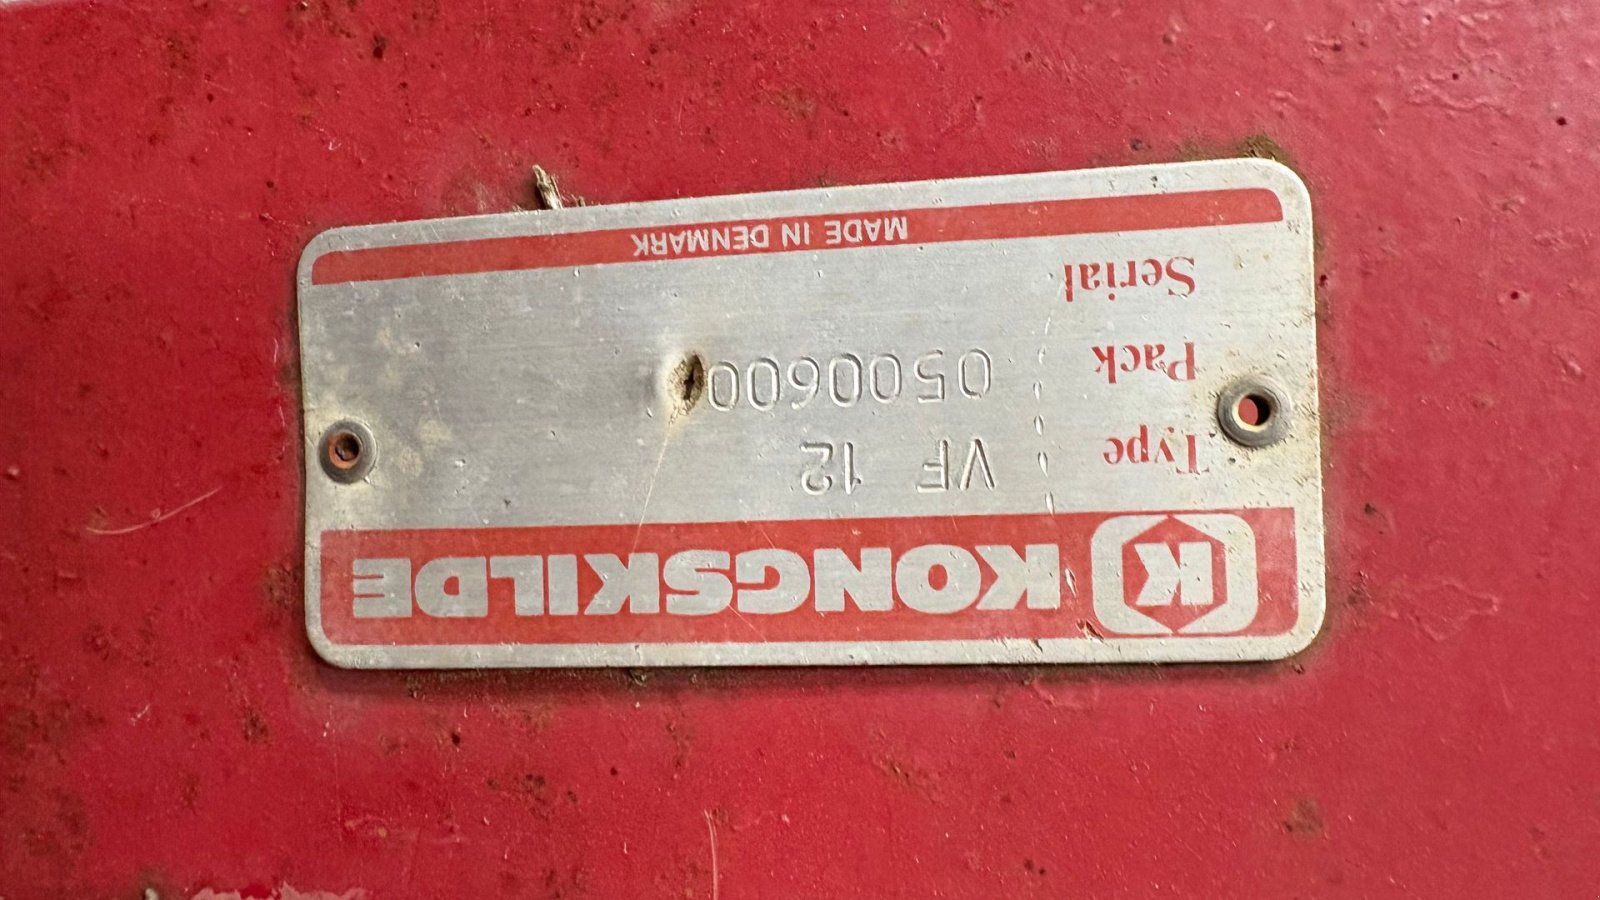 K KONGSKILDE
Type VF 12
Pack 0500600
Serial
MADE IN DENMARK